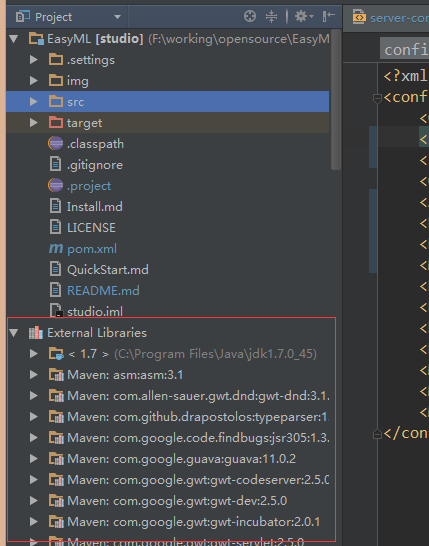 Project
server-con
EasyML [studio] (F:\working\opensource\EasyM
.settings
img
src
target
.classpath
.gitignore
.project
Install.md
LICENSE
pom.xml
QuickStart.md
README.md
studio.iml
External Libraries
< 1.7 > (C:\Program Files\Java\jdk1.7.0_45)
Maven: asm:asm:3.1
Maven: com.allen-sauer.gwt.dnd:gwt-dnd:3.1.
Maven: com.github.drapostolos:typeparser:1.
Maven: com.google.code.findbugs:jsr305:1.3.
Maven: com.google.guava:guava:11.0.2
Maven: com.google.gwt:gwt-codeserver:2.5.0
Maven: com.google.gwt:gwt-dev:2.5.0
Maven: com.google.gwt:gwt-incubator:2.0.1
Maven: com.google.gwt:gwt-servlet:2.5.0
confi
<?xml
<conf
<
<
<
<
<
<
<
<
<
<
<
<
<
<
</con